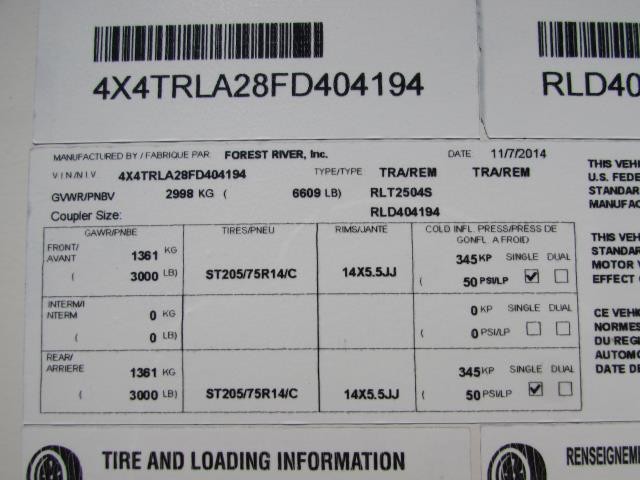 4X4TRLA28FD404194
RLD40
MANUFACTURED BY / FABRIQUE PAR: FOREST RIVER, Inc. DATE 11/7/2014
V I N / N I V 4X4TRLA28FD404194 TYPE/TYPE TRA/REM TRA/REM
GVWR/PNBV 2998 KG ( 6609 LB) RLT2504S
Coupler Size: RLD404194
GAWR/PNBE TIRES/PNEU RIMS/JANTE COLD INFL. PRESS/PRESS DE
GONFL. A FROID/
FRONT/
AVANT 1361 KG 345 KP SINGLE DUAL
( 3000 LB) ST205/75R14/C 14X5.5JJ ( 50 PSI/LP
INTERM/I
NTERM 0 KG 0 KP SINGLE DUAL
( 0 LB) ( 0 PSI/LP
REAR/
ARRIERE 1361 KG 345 KP SINGLE DUAL
( 3000 LB) ST205/75R14/C 14X5.5JJ ( 50 PSI/LP
THIS VEH
U.S. FEDE
STANDAR
MANUFAC
THIS VEH
STANDAR
MOTOR V
EFFECT O
CE VEHIC
NORMES
DU REGI
AUTOMO
DATE DE
TIRE AND LOADING INFORMATION
RENSEIGNEME